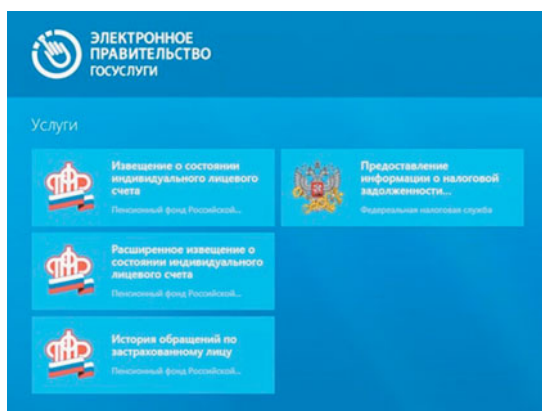 ЭЛЕКТРОННОЕ
ПРАВИТЕЛЬСТВО
ГОСУСЛУГИ
Услуги
Извещение о состоянии
индивидуального лицевого
счета
Пенсионный фонд Российской...
Предоставление
информации о налоговой
задолженности...
Федеральная налоговая служба
Расширенное извещение о
состоянии индивидуального
лицевого счета
Пенсионный фонд Российской...
История обращений по
застрахованному лицу
Пенсионный фонд Российской...